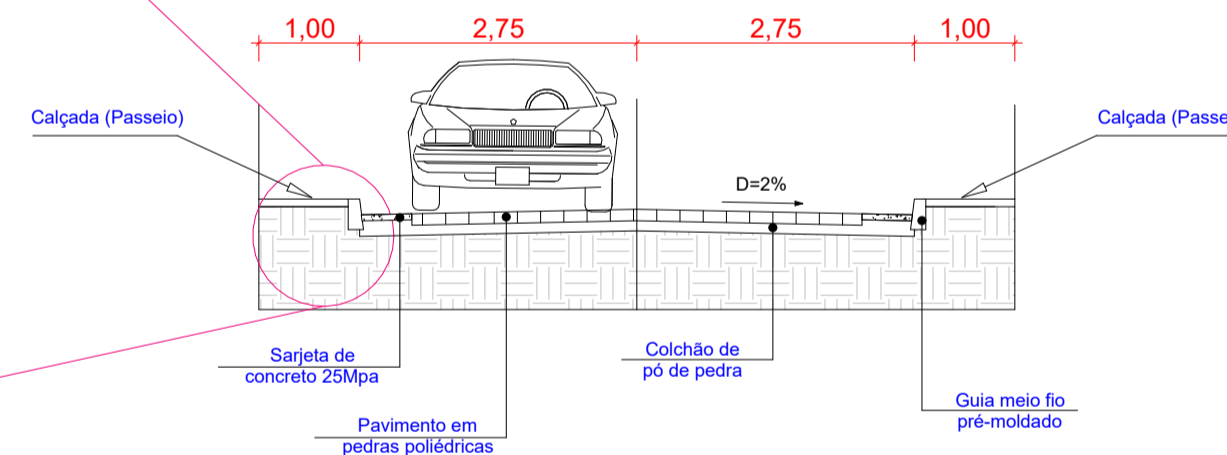 1,00 2,75 2,75 1,00
Calçada (Passeio)
Calçada (Passe
D=2%
Sarjeta de
concreto 25Mpa
Colchão de
pó de pedra
Pavimento em
pedras poliédricas
Guia meio fio
pré-moldado